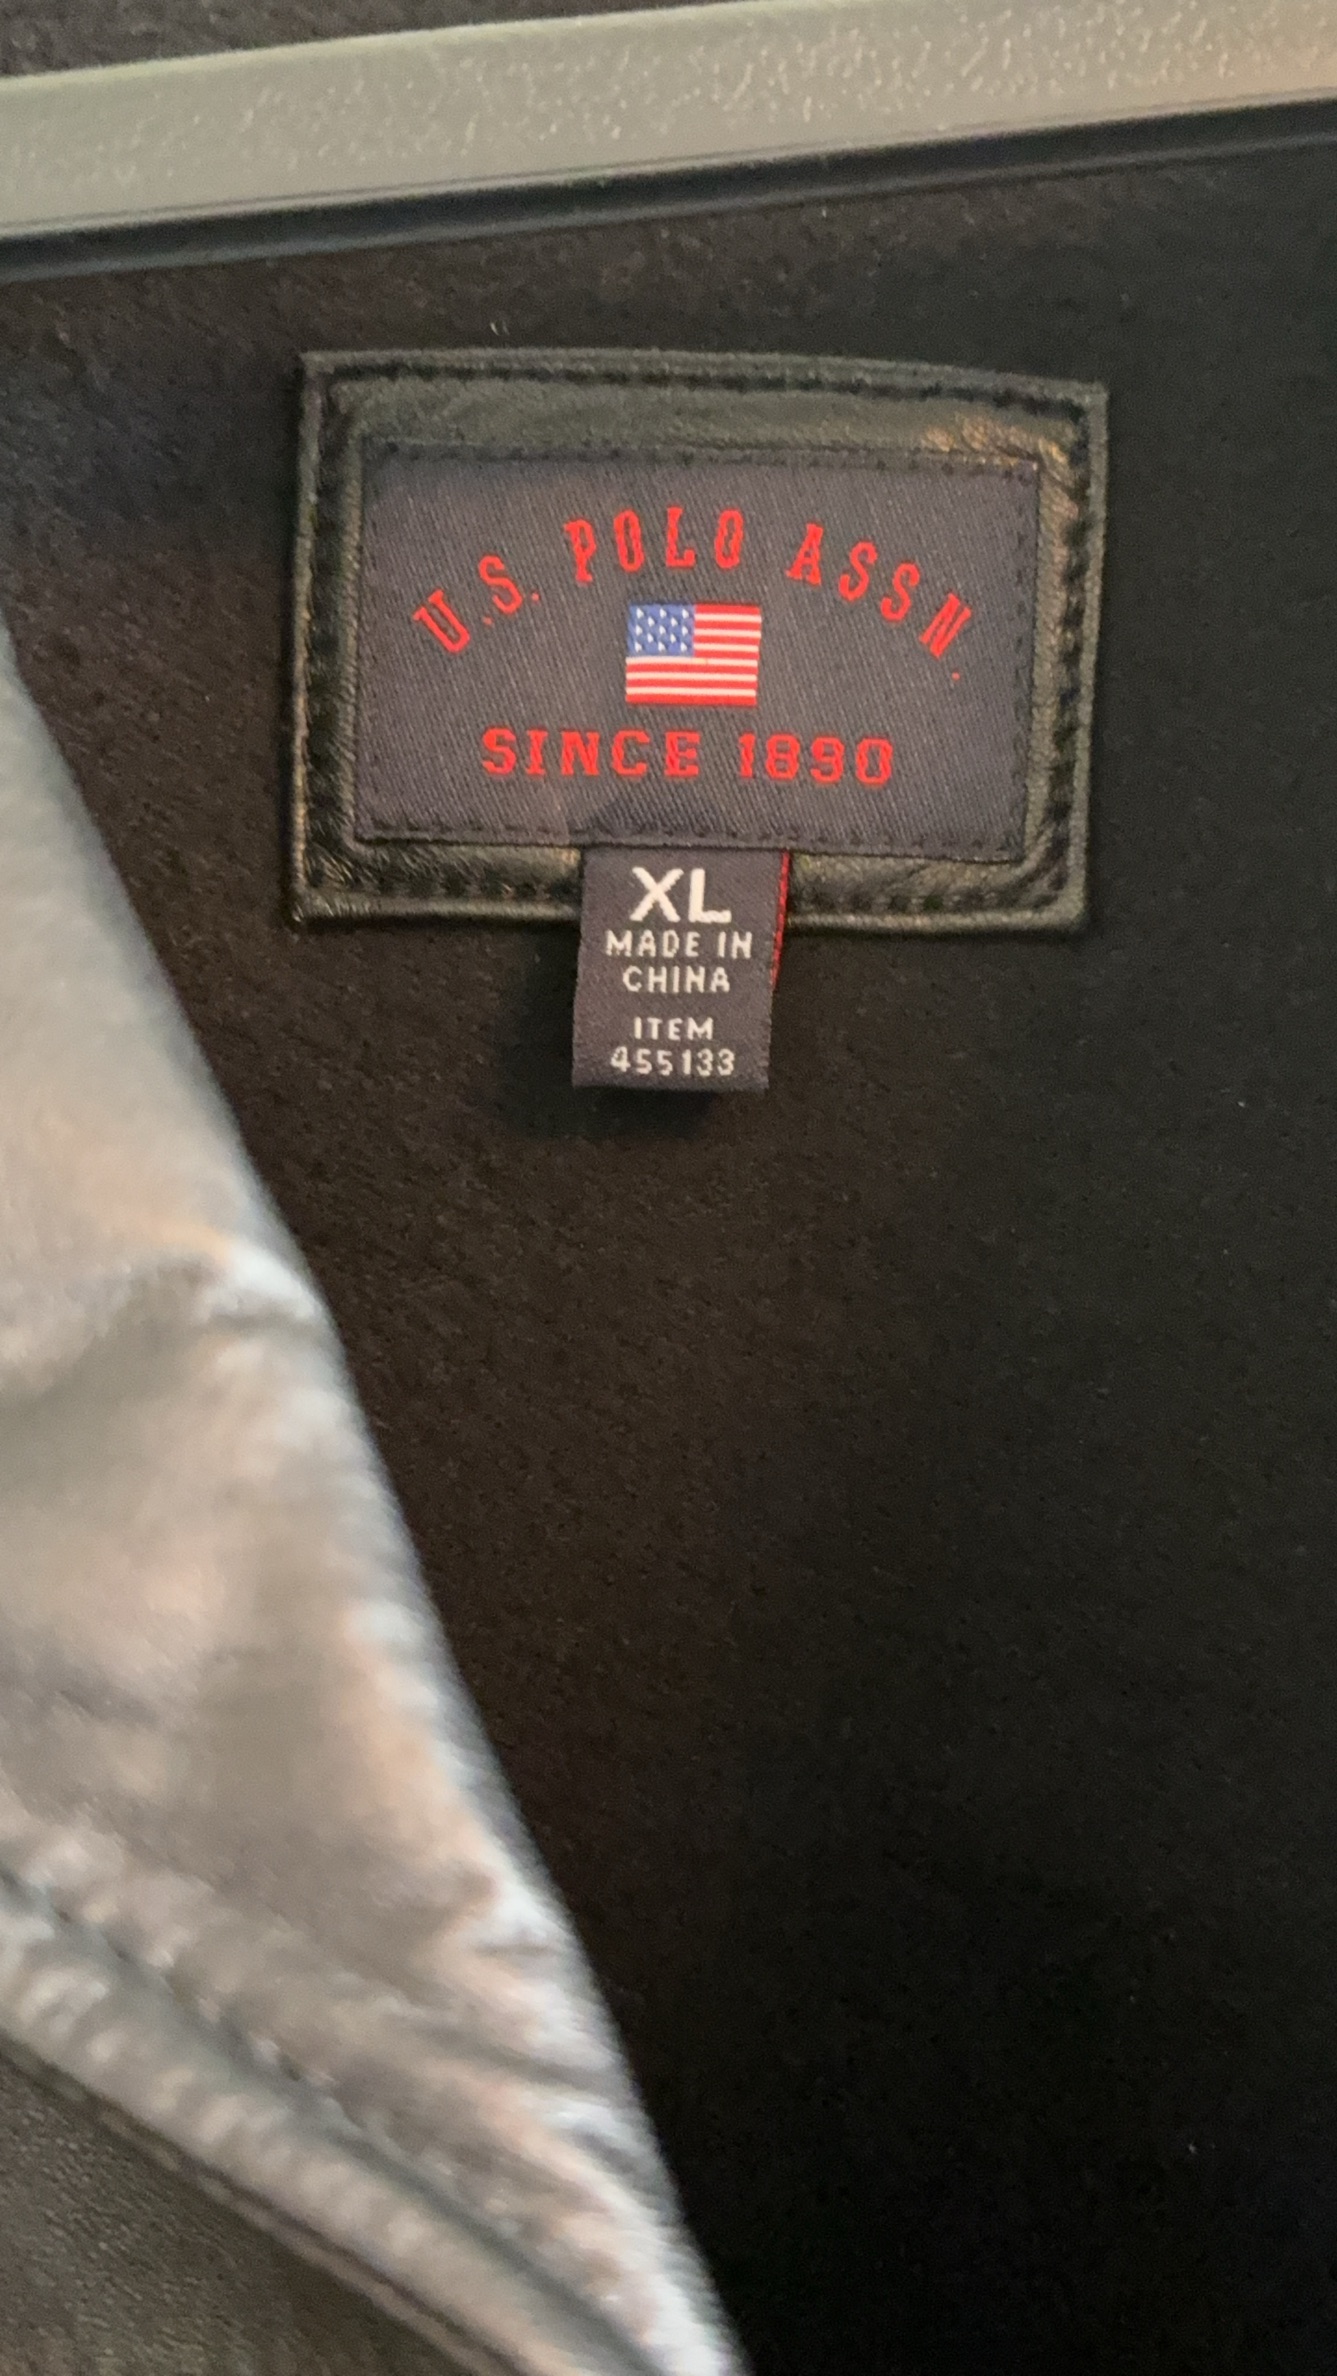 U.S. POLO ASSN.
SINCE 1890
XL
MADE IN
CHINA
ITEM
455133